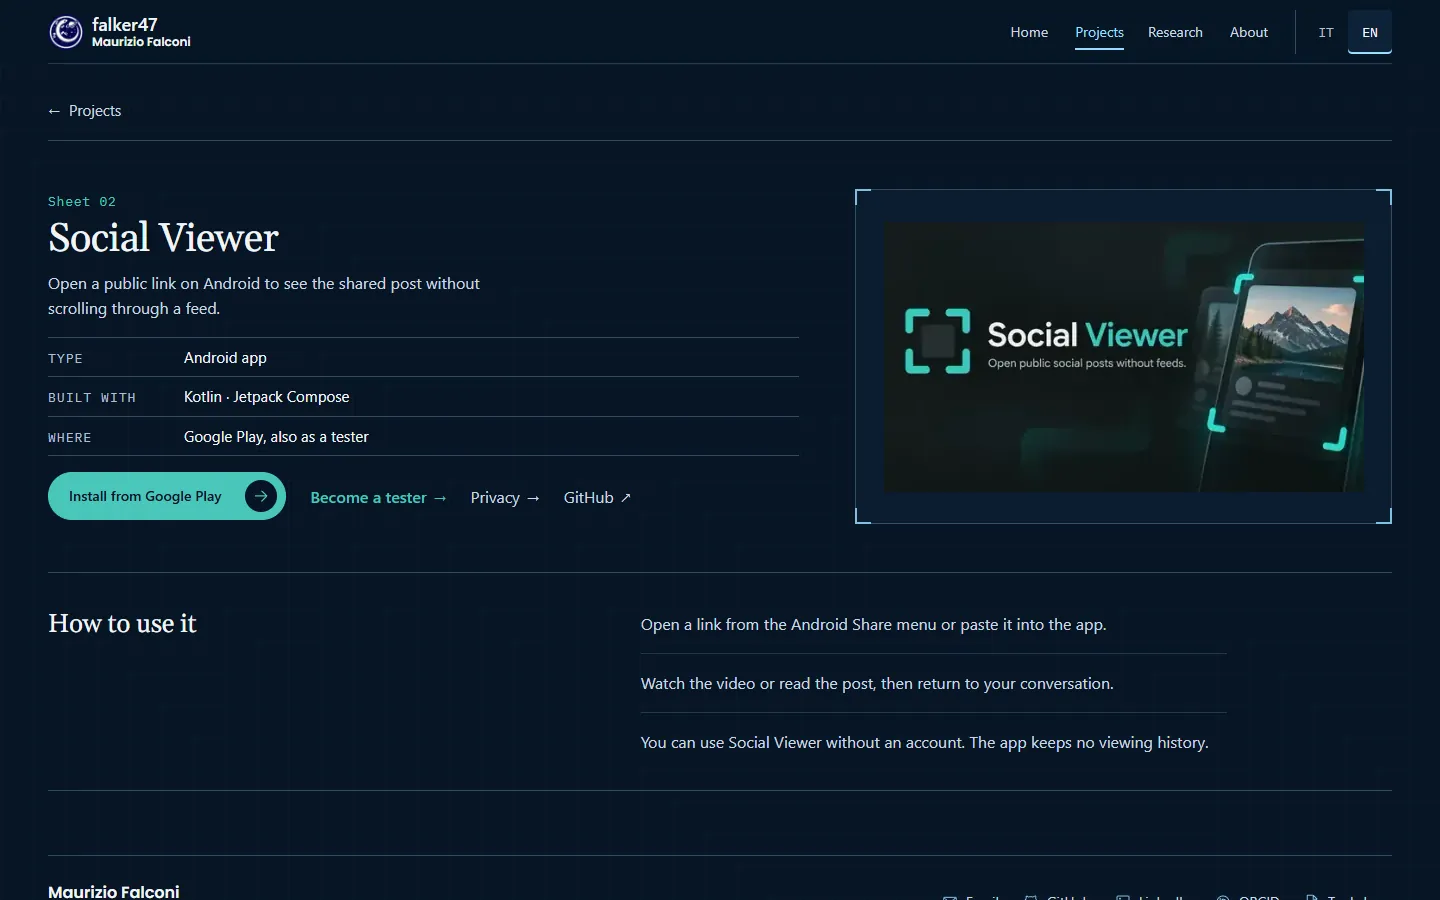 falker47
Maurizio Falconi
Home
Projects
Research
About
IT
EN
← Projects
Sheet 02
Social Viewer
Open a public link on Android to see the shared post without
scrolling through a feed.
TYPE
Android app
BUILT WITH
Kotlin · Jetpack Compose
WHERE
Google Play, also as a tester
Install from Google Play →
Become a tester →
Privacy →
GitHub ↗
Social Viewer
Open public social posts without feeds.
How to use it
Open a link from the Android Share menu or paste it into the app.
Watch the video or read the post, then return to your conversation.
You can use Social Viewer without an account. The app keeps no viewing history.
Maurizio Falconi